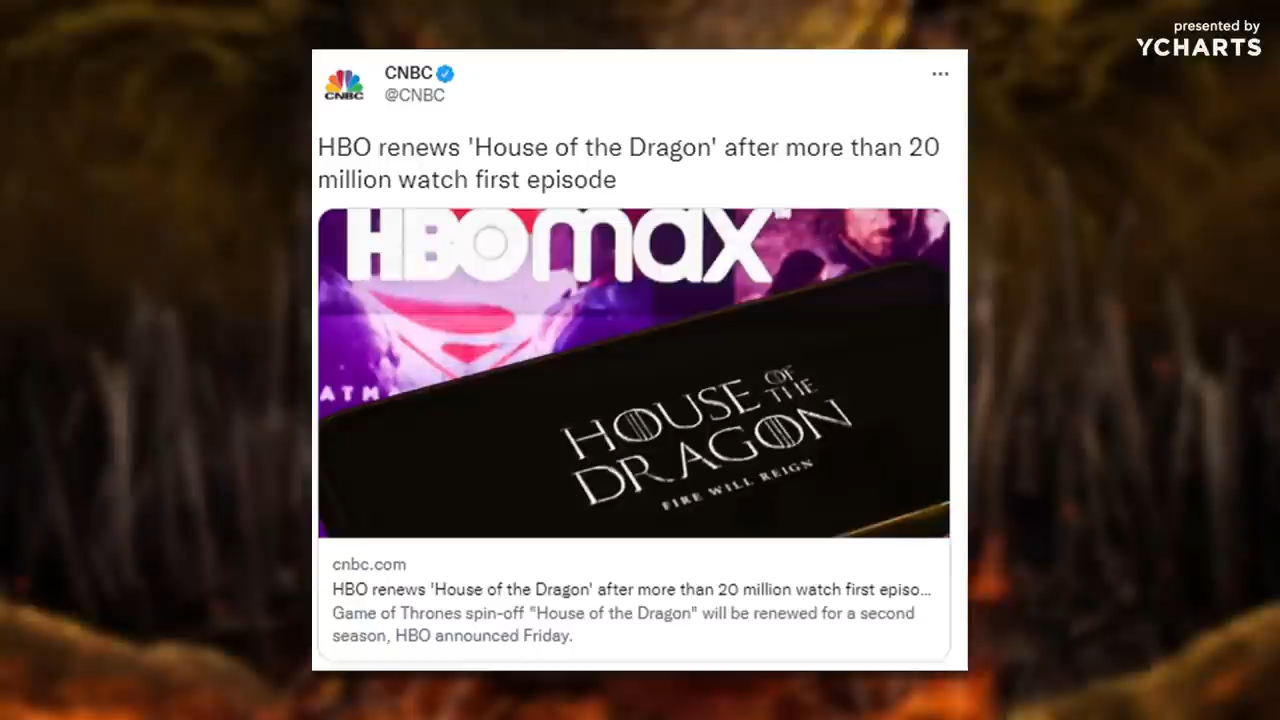 presented by
YCHARTS
CNBC
@CNBC
CNBC
HBO renews 'House of the Dragon' after more than 20
million watch first episode
HBOmax
ATMA
HOUSE OF THE
DRAGON
FIRE WILL REIGN
cnbc.com
HBO renews 'House of the Dragon' after more than 20 million watch first episo...
Game of Thrones spin-off "House of the Dragon" will be renewed for a second
season, HBO announced Friday.